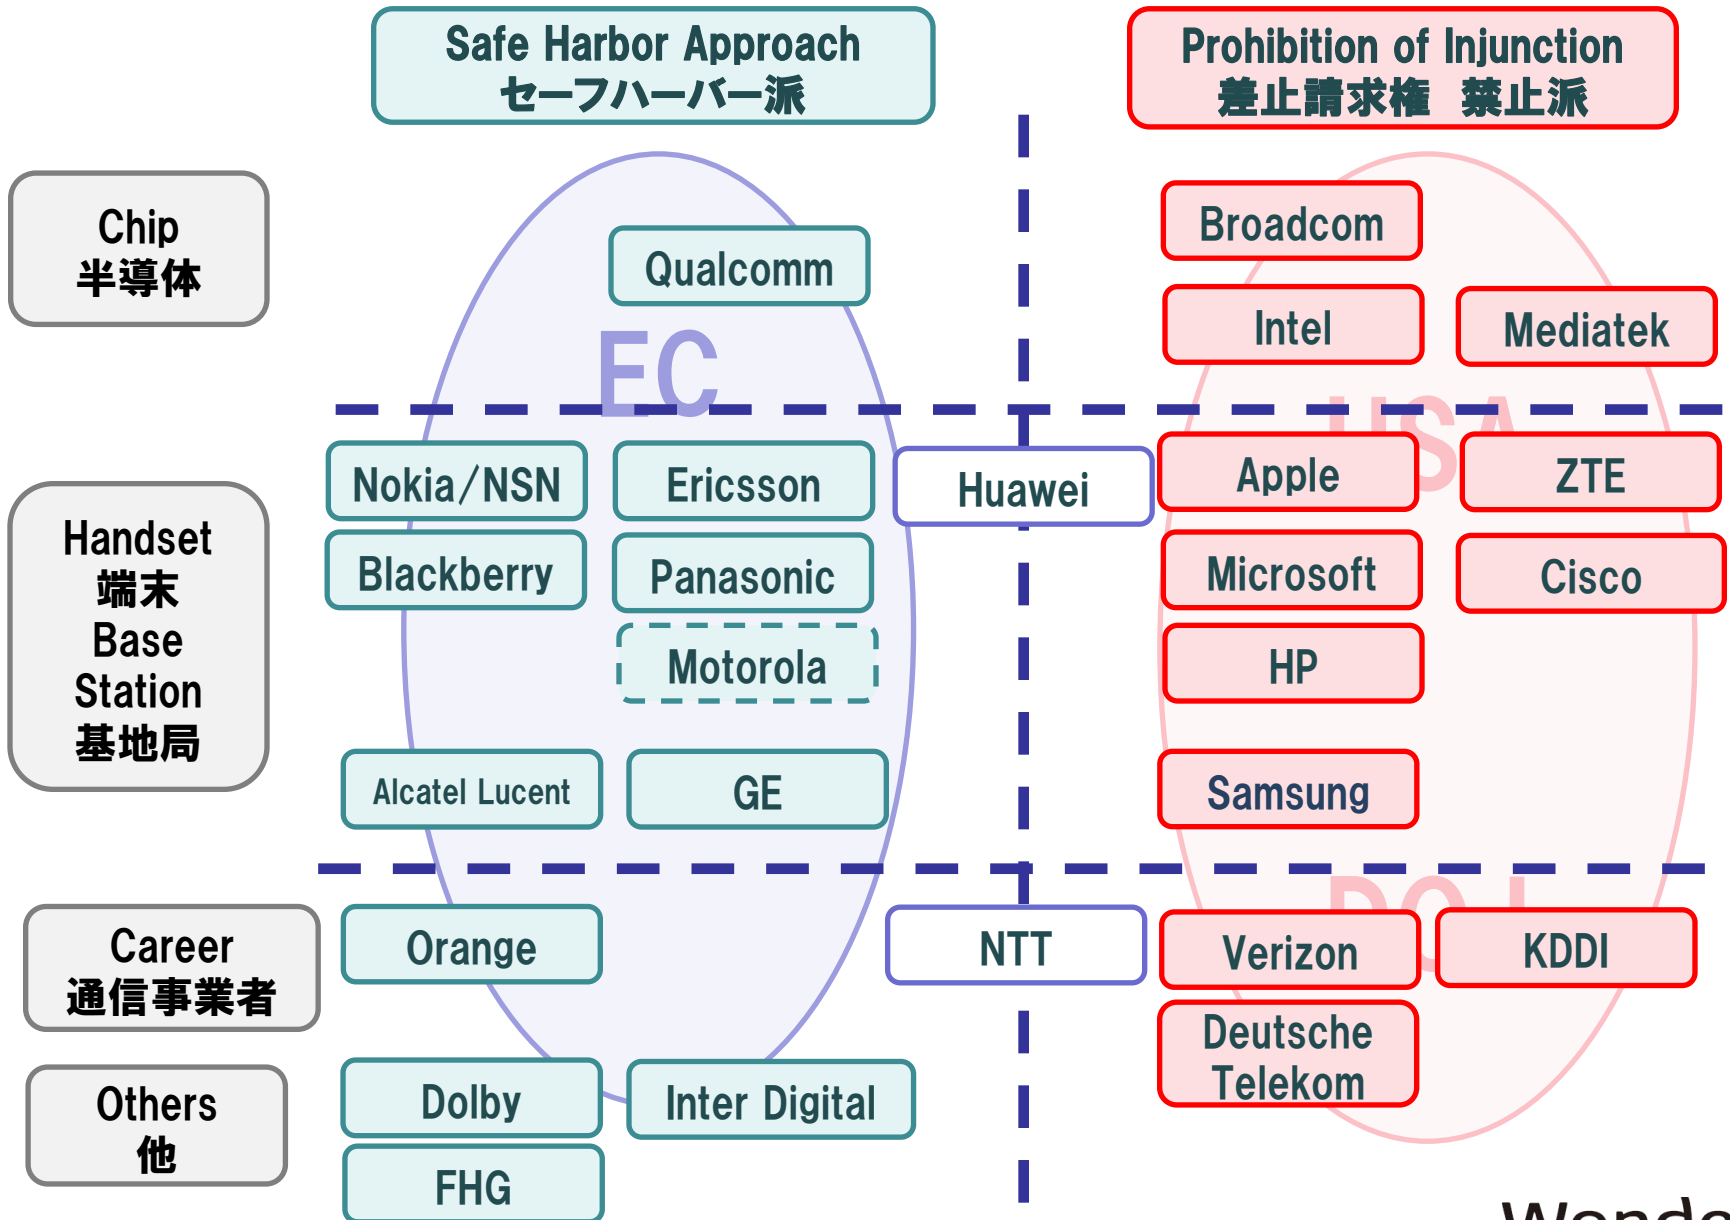 Safe Harbor Approach
セーフハーバー派
Prohibition of Injunction
差止請求権　禁止派
Chip
半導体
Qualcomm
Broadcom
Intel
Mediatek
EC
USA
Handset
端末
Base
Station
基地局
Nokia/NSN
Ericsson
Huawei
Apple
ZTE
Blackberry
Panasonic
Microsoft
Cisco
Motorola
HP
Alcatel Lucent
GE
Samsung
DOJ
Career
通信事業者
Orange
NTT
Verizon
KDDI
Deutsche
Telekom
Others
他
Dolby
Inter Digital
FHG